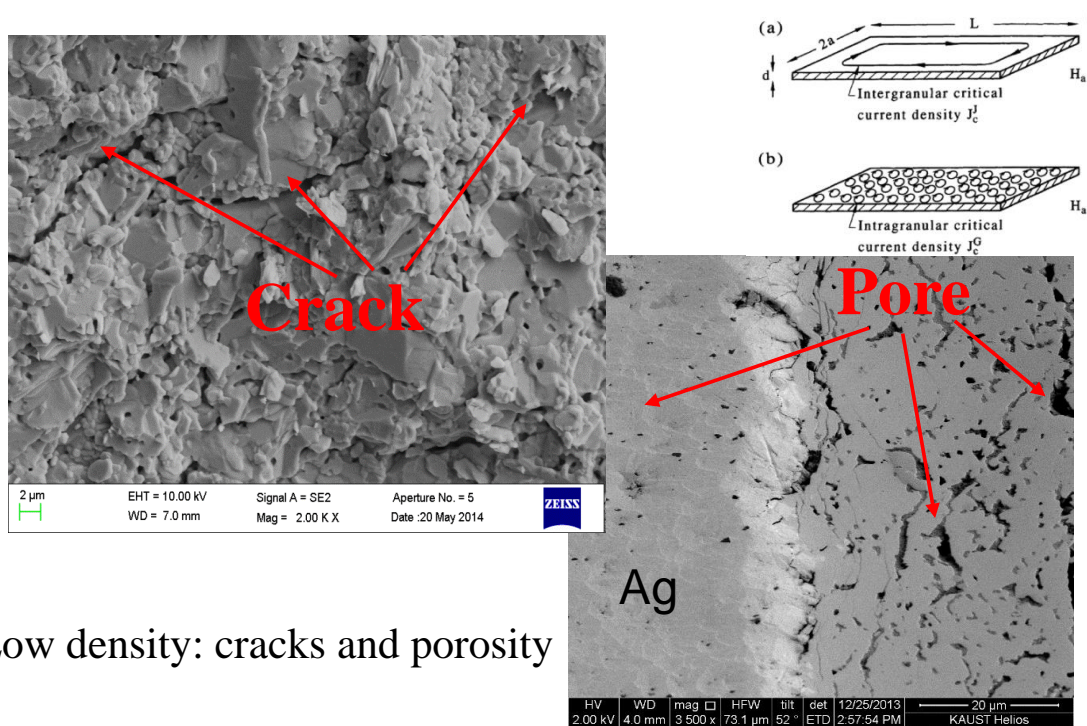 (a)
L
2a
d
Hₐ
Intergranular critical
current density J_c^J
(b)
Hₐ
Intragranular critical
current density J_c^G
Crack
2 µm
EHT = 10.00 kV
Signal A = SE2
Aperture No. = 5
WD = 7.0 mm
Mag = 2.00 K X
Date :20 May 2014
ZEISS
Pore
Ag
ow density: cracks and porosity
HV WD mag □ HFW tilt det 12/25/2013 20 µm
2.00 kV 4.0 mm 3 500 x 73.1 µm 52 ° ETD 2:57:54 PM KAUST Helios